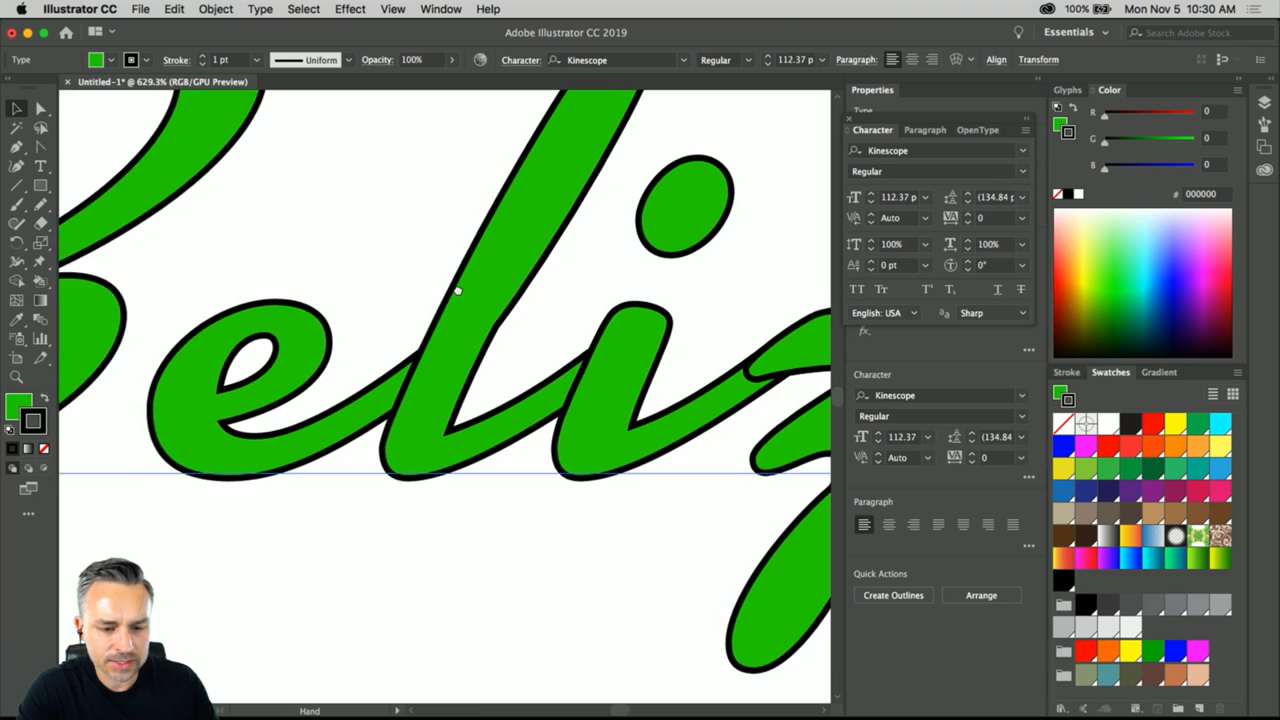 Illustrator CC File Edit Object Type Select Effect View Window Help 100% Mon Nov 5 10:30 AM
Adobe Illustrator CC 2019 Essentials Search Adobe Stock
Type Stroke: 1 pt Uniform Opacity: 100% Character: Kinescope Regular 112.37 p Paragraph: Align Transform
× Untitled-1* @ 629.3% (RGB/GPU Preview)
Properties
Type
Character Paragraph OpenType
Kinescope
Regular
112.37 p (134.84 p
Auto 0
100% 100%
0 pt 0°
English: USA Sharp
fx.
Character
Kinescope
Regular
112.37 (134.84
Auto 0
Paragraph
Quick Actions
Create Outlines Arrange
Glyphs Color
R 0
G 0
B 0
# 000000
Stroke Swatches Gradient
eliz
Hand